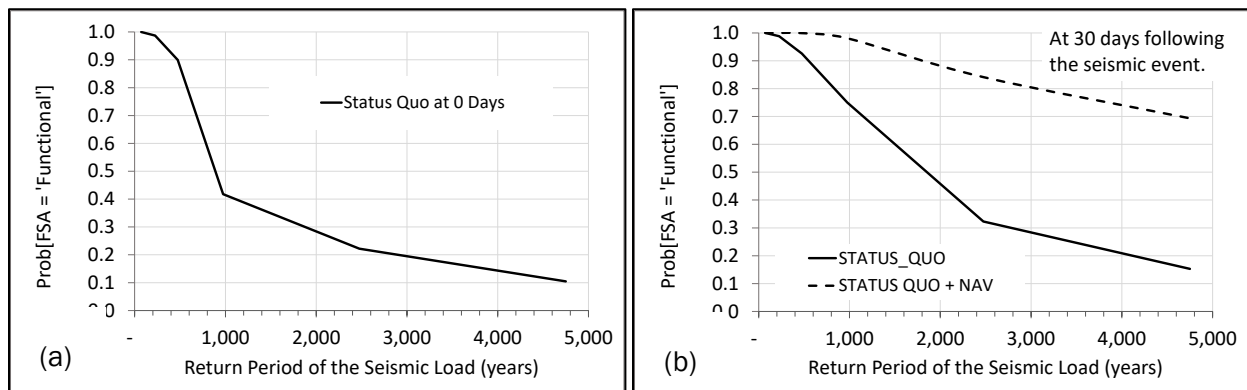 Prob[FSA = 'Functional']
1.0
0.9
0.8
0.7
0.6
0.5
0.4
0.3
0.2
0.1
0.0
Status Quo at 0 Days
- 1,000 2,000 3,000 4,000 5,000
Return Period of the Seismic Load (years)
(a)
Prob[FSA = 'Functional']
1.0
0.9
0.8
0.7
0.6
0.5
0.4
0.3
0.2
0.1
0.0
At 30 days following
the seismic event.
STATUS_QUO
STATUS QUO + NAV
- 1,000 2,000 3,000 4,000 5,000
Return Period of the Seismic Load (years)
(b)